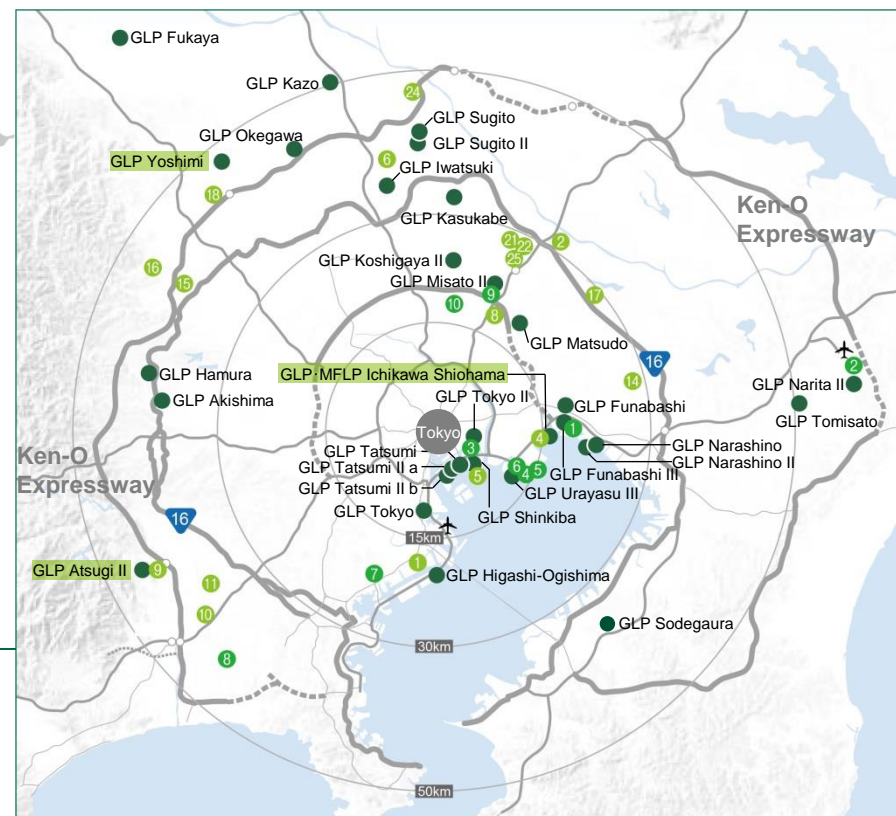 GLP Fukaya
GLP Kazo
24
GLP Sugito
GLP Okegawa
GLP Sugito II
GLP Yoshimi
6
GLP Iwatsuki
18
GLP Kasukabe
Ken-O
Expressway
21
22
2
25
16
GLP Koshigaya II
15
GLP Misato II
9
17
10
8
GLP Matsudo
16
2
GLP Hamura
GLP・MFLP Ichikawa Shiohama
14
GLP Narita II
GLP Akishima
GLP Tokyo II
GLP Funabashi
GLP Tomisato
Tokyo
1
4
GLP Tatsumi
3
GLP Narashino
Ken-O
Expressway
GLP Tatsumi II a
GLP Narashino II
6
4
5
GLP Funabashi III
GLP Tatsumi II b
5
GLP Urayasu III
GLP Tokyo
GLP Shinkiba
16
15km
GLP Atsugi II
9
1
7
GLP Higashi-Ogishima
11
10
GLP Sodegaura
30km
8
50km